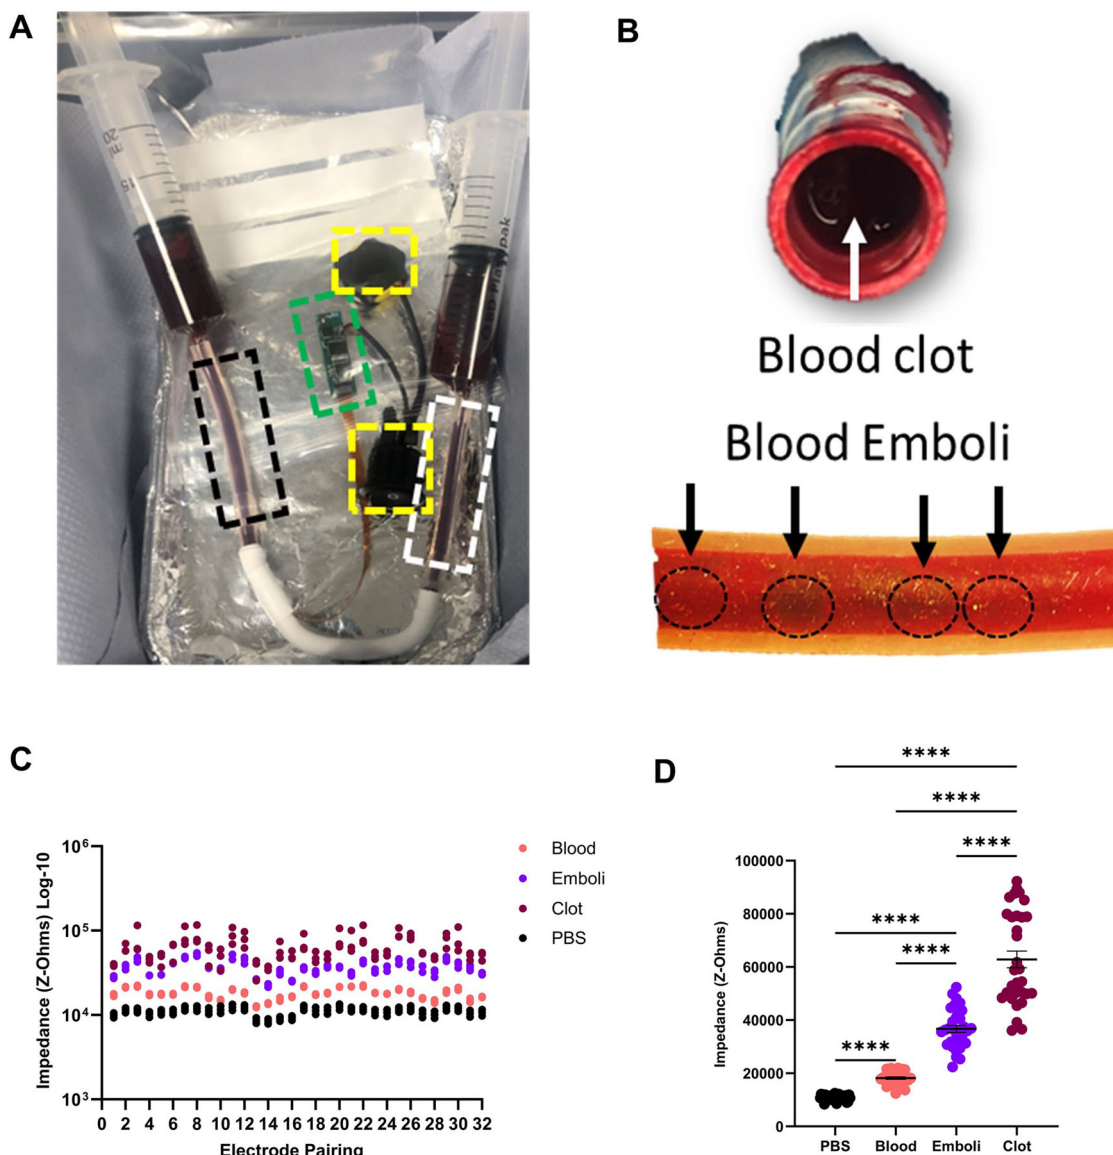 A
B
20
ml
15
pak
Blood clot
Blood Emboli
C
Impedance (Z-Ohms) Log-10
10⁶
10⁵
10⁴
10³
0 2 4 6 8 10 12 14 16 18 20 22 24 26 28 30 32
Electrode Pairing
Blood
Emboli
Clot
PBS
D
****
****
****
****
****
****
Impedance (Z-Ohms)
100000
80000
60000
40000
20000
0
PBS Blood Emboli Clot